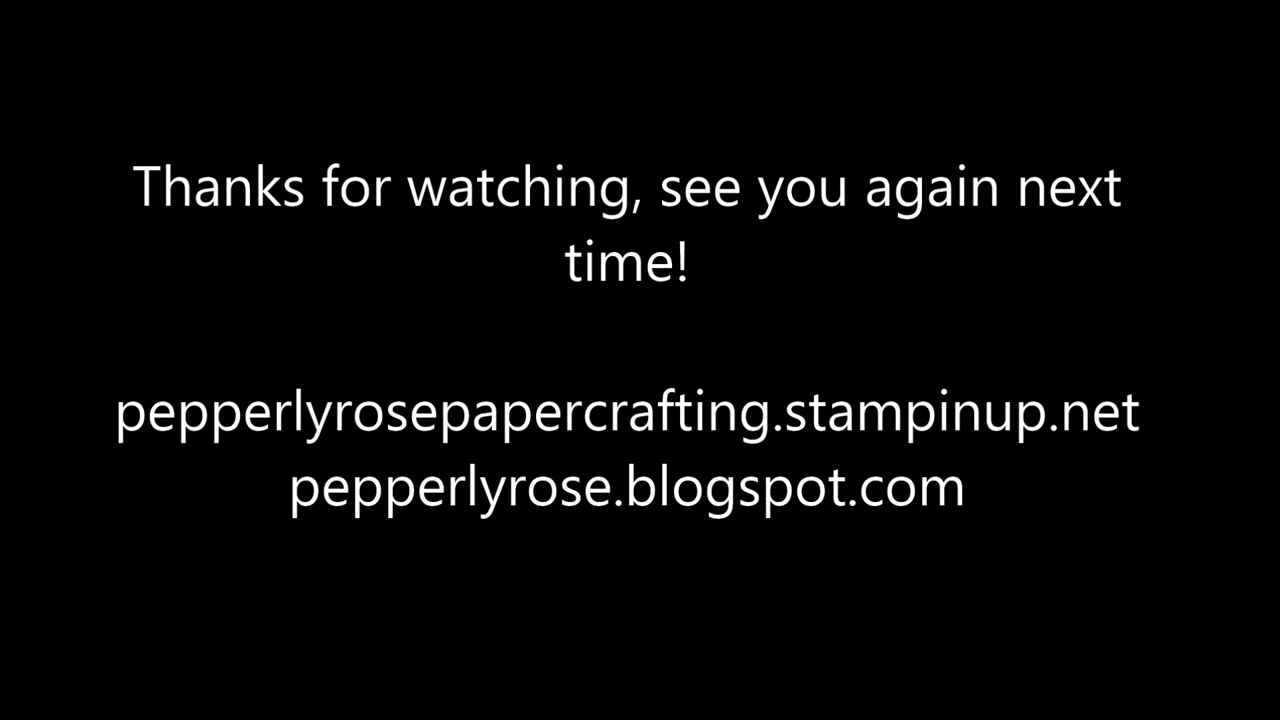 Thanks for watching, see you again next
time!
pepperlyrosepapercrafting.stampinup.net
pepperlyrose.blogspot.com